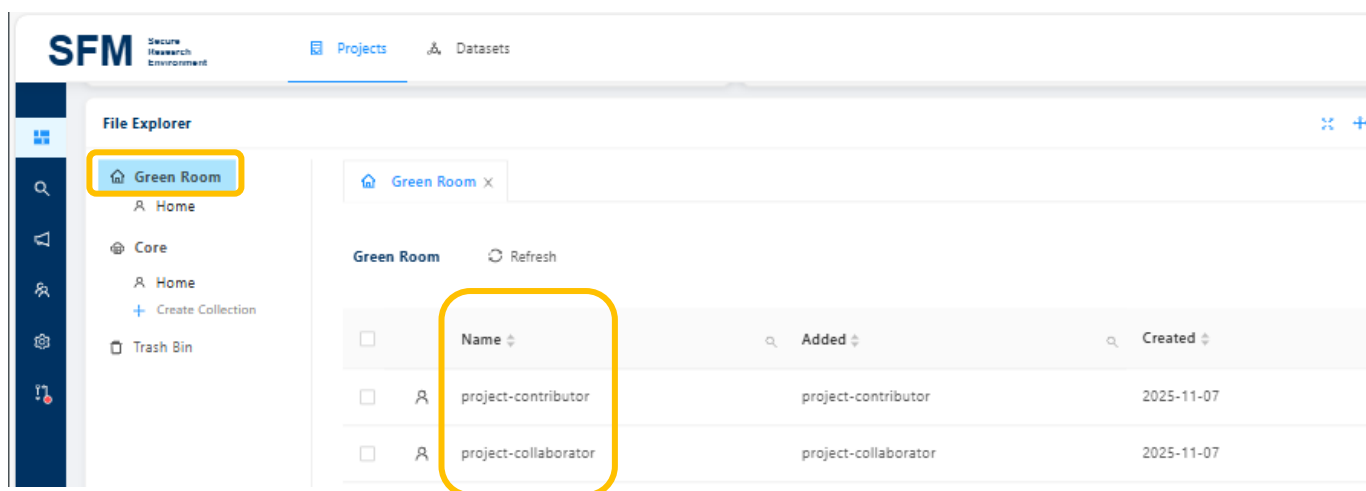 SFM Secure
Research
Environment
Projects
Datasets
File Explorer
Green Room
Home
Core
Home
+ Create Collection
Trash Bin
Green Room ×
Green Room Refresh
Name Added Created
project-contributor project-contributor 2025-11-07
project-collaborator project-collaborator 2025-11-07